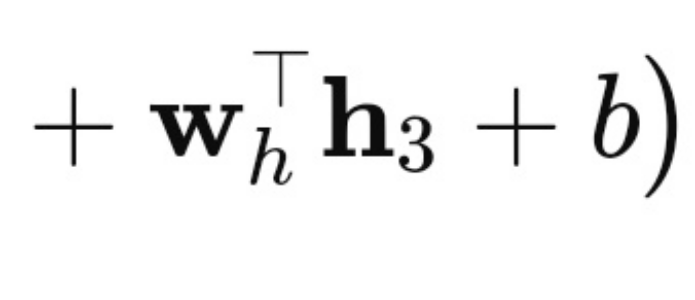 + w_h^⊤ h_3 + b)